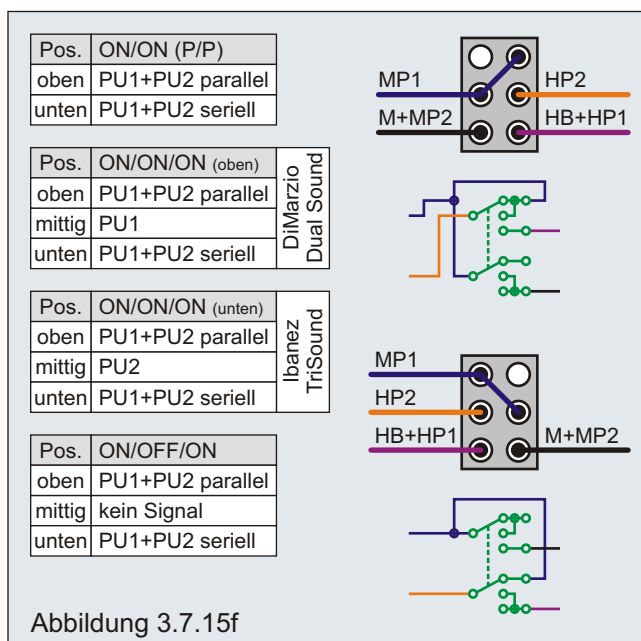 Pos. ON/ON (P/P)
oben PU1+PU2 parallel
unten PU1+PU2 seriell
Pos. ON/ON/ON (oben)
oben PU1+PU2 parallel
mittig PU1
unten PU1+PU2 seriell
DiMarzio
Dual Sound
Pos. ON/ON/ON (unten)
oben PU1+PU2 parallel
mittig PU2
unten PU1+PU2 seriell
Ibanez
TriSound
Pos. ON/OFF/ON
oben PU1+PU2 parallel
mittig kein Signal
unten PU1+PU2 seriell
MP1 HP2
M+MP2 HB+HP1
MP1
HP2
HB+HP1 M+MP2
Abbildung 3.7.15f